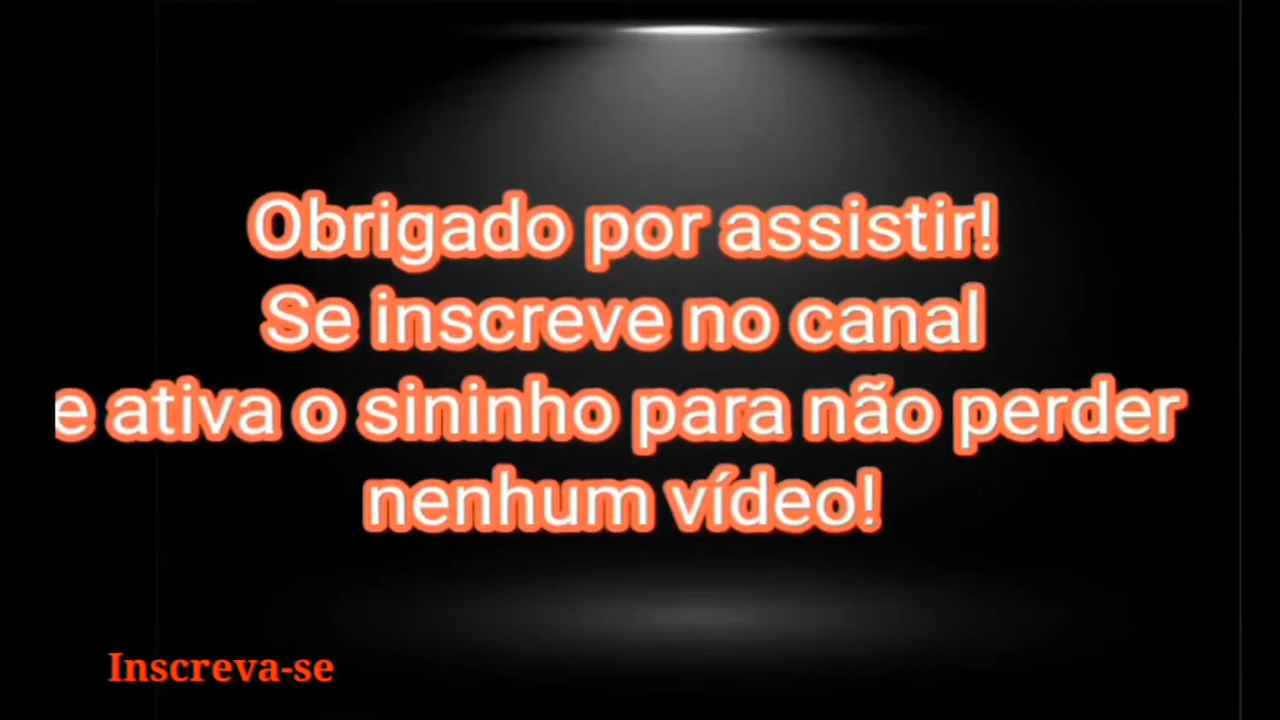 Obrigado por assistir!
Se inscreve no canal
e ativa o sininho para não perder
nenhum vídeo!
Inscreva-se